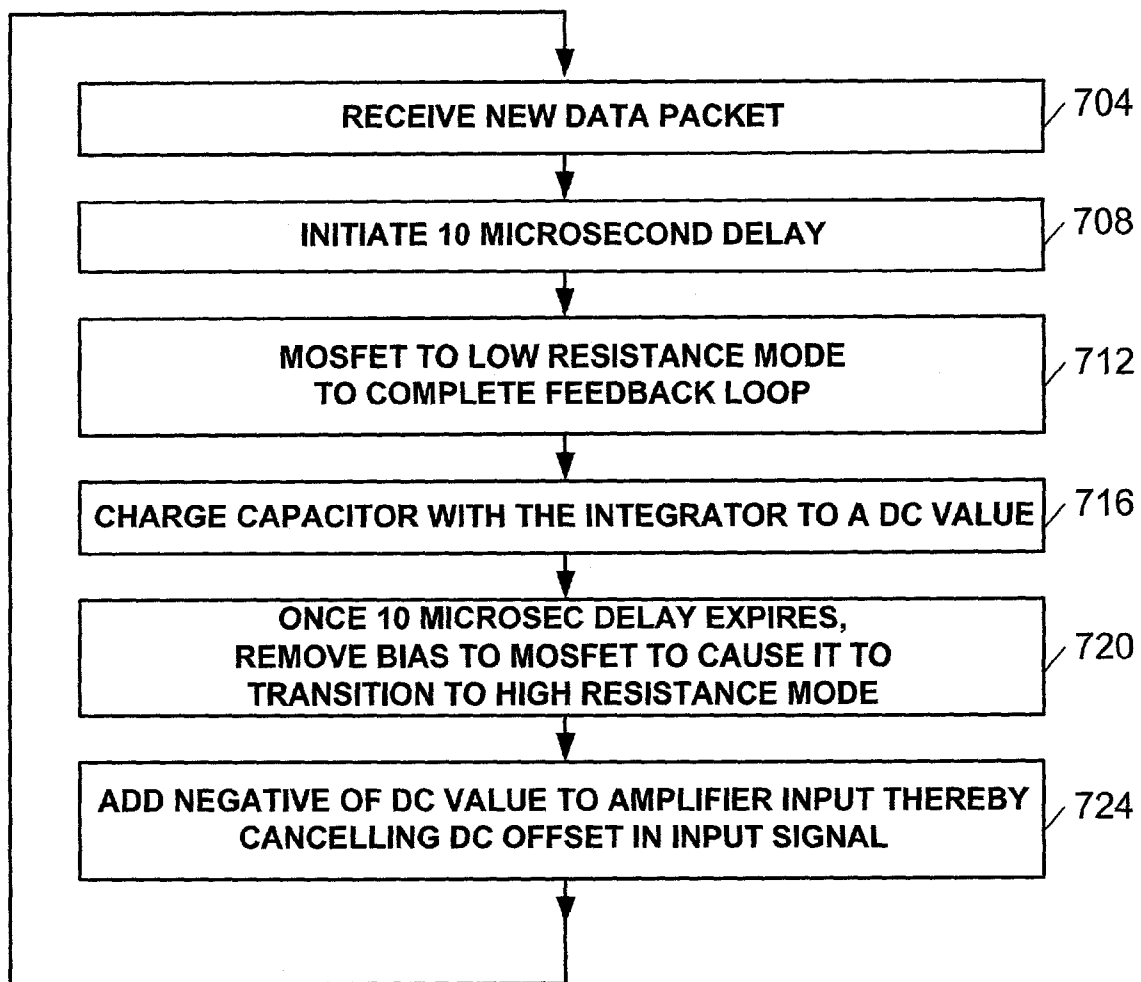 RECEIVE NEW DATA PACKET
704
INITIATE 10 MICROSECOND DELAY
708
MOSFET TO LOW RESISTANCE MODE
TO COMPLETE FEEDBACK LOOP
712
CHARGE CAPACITOR WITH THE INTEGRATOR TO A DC VALUE
716
ONCE 10 MICROSEC DELAY EXPIRES,
REMOVE BIAS TO MOSFET TO CAUSE IT TO
TRANSITION TO HIGH RESISTANCE MODE
720
ADD NEGATIVE OF DC VALUE TO AMPLIFIER INPUT THEREBY
CANCELLING DC OFFSET IN INPUT SIGNAL
724